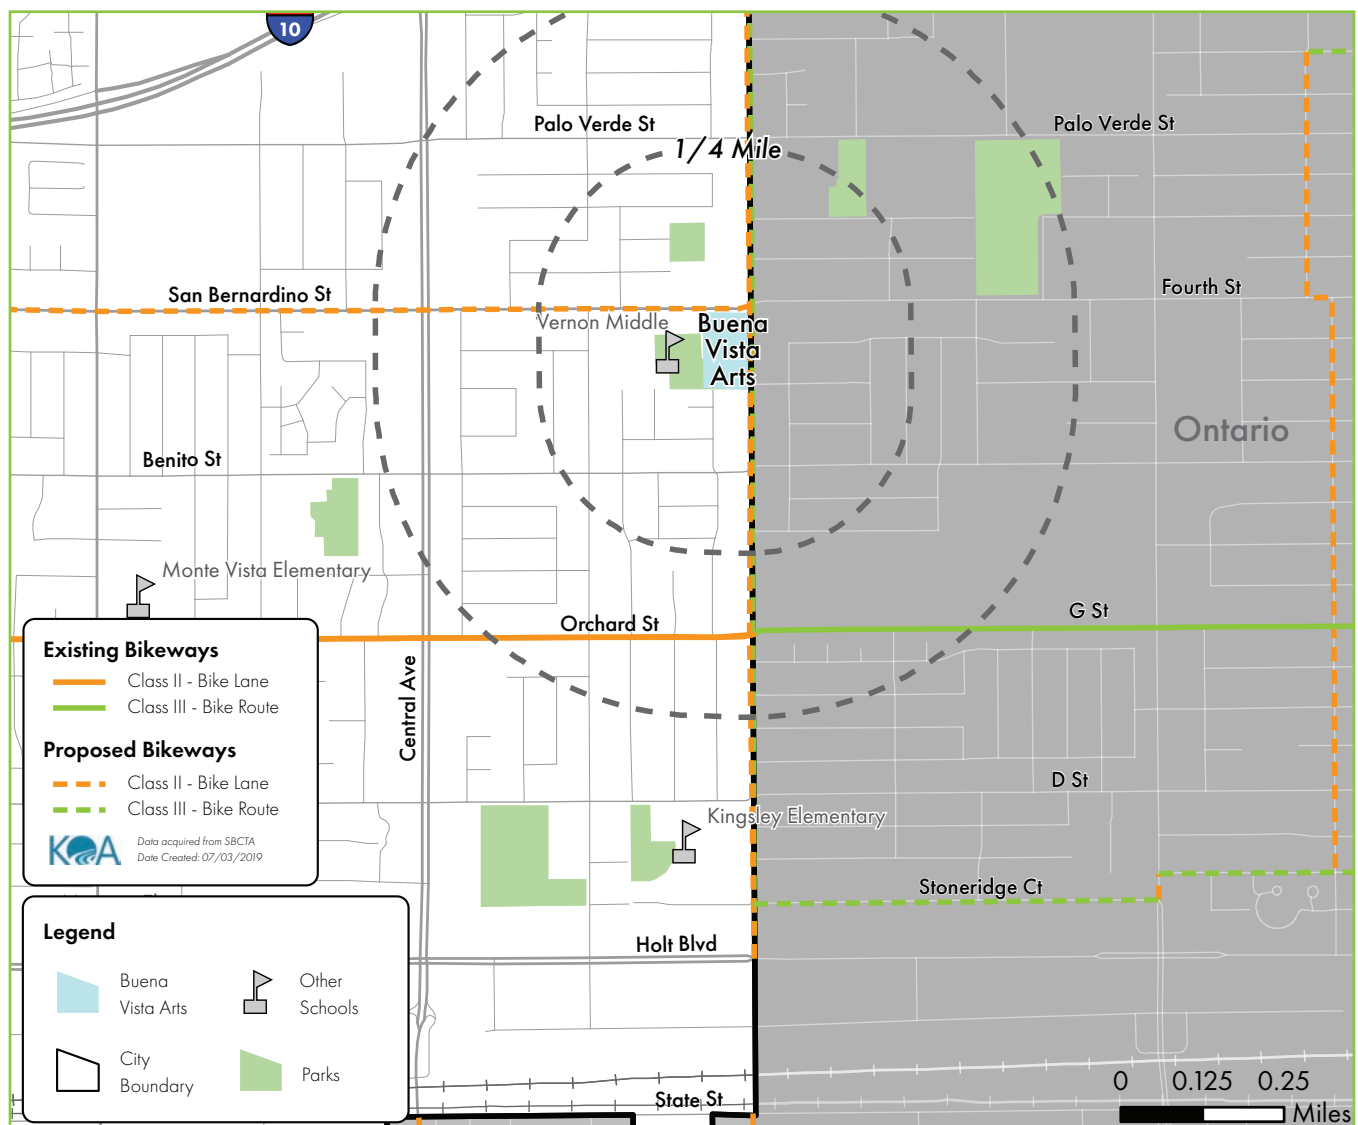 10
Palo Verde St
Palo Verde St
1/4 Mile
San Bernardino St
Fourth St
Vernon Middle
Buena
Vista
Arts
Ontario
Benito St
Monte Vista Elementary
Orchard St
G St
Central Ave
Existing Bikeways
Class II - Bike Lane
Class III - Bike Route
Proposed Bikeways
Class II - Bike Lane
Class III - Bike Route
KOA
Data acquired from SBCTA
Date Created: 07/03/2019
D St
Kingsley Elementary
Stoneridge Ct
Holt Blvd
Legend
Buena
Vista Arts
Other
Schools
City
Boundary
Parks
State St
0 0.125 0.25
Miles